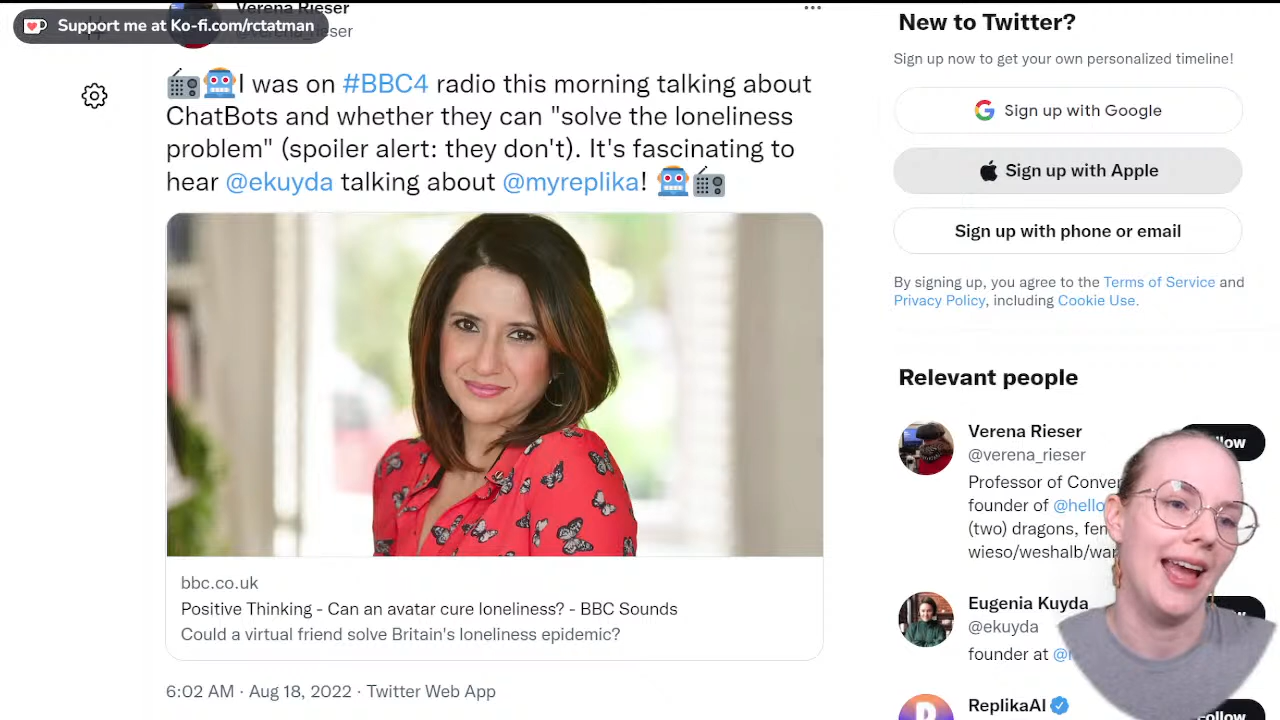 Support me at Ko-fi.com/rctatman
Verena Rieser
I was on #BBC4 radio this morning talking about
ChatBots and whether they can "solve the loneliness
problem" (spoiler alert: they don't). It's fascinating to
hear @ekuyda talking about @myreplika!
bbc.co.uk
Positive Thinking - Can an avatar cure loneliness? - BBC Sounds
Could a virtual friend solve Britain's loneliness epidemic?
6:02 AM · Aug 18, 2022 · Twitter Web App
New to Twitter?
Sign up now to get your own personalized timeline!
Sign up with Google
Sign up with Apple
Sign up with phone or email
By signing up, you agree to the Terms of Service and
Privacy Policy, including Cookie Use.
Relevant people
Verena Rieser
@verena_rieser
Professor of
founder of
(two) dragons,
Eugenia Kuyda
@ekuyda
founder at
ReplikaAI